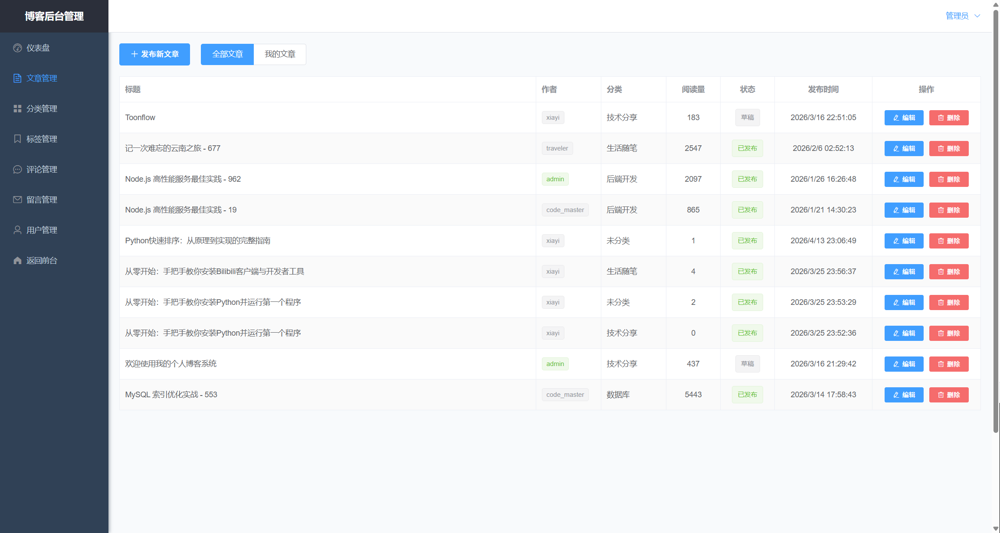 博客后台管理
管理员
仪表盘
文章管理
分类管理
标签管理
评论管理
留言管理
用户管理
返回前台
发布新文章 全部文章 我的文章
标题 作者 分类 阅读量 状态 发布时间 操作
Toonflow xiayi 技术分享 183 草稿 2026/3/16 22:51:05 编辑 删除
记一次难忘的云南之旅 - 677 traveler 生活随笔 2547 已发布 2026/2/6 02:52:13 编辑 删除
Node.js 高性能服务最佳实践 - 962 admin 后端开发 2097 已发布 2026/1/26 16:26:48 编辑 删除
Node.js 高性能服务最佳实践 - 19 code_master 后端开发 865 已发布 2026/1/21 14:30:23 编辑 删除
Python快速排序：从原理到实现的完整指南 xiayi 未分类 1 已发布 2026/4/13 23:06:49 编辑 删除
从零开始：手把手教你安装Bilibili客户端与开发者工具 xiayi 生活随笔 4 已发布 2026/3/25 23:56:37 编辑 删除
从零开始：手把手教你安装Python并运行第一个程序 xiayi 未分类 2 已发布 2026/3/25 23:53:29 编辑 删除
从零开始：手把手教你安装Python并运行第一个程序 xiayi 技术分享 0 已发布 2026/3/25 23:52:36 编辑 删除
欢迎使用我的个人博客系统 admin 技术分享 437 草稿 2026/3/16 21:29:42 编辑 删除
MySQL 索引优化实战 - 553 code_master 数据库 5443 已发布 2026/3/14 17:58:43 编辑 删除